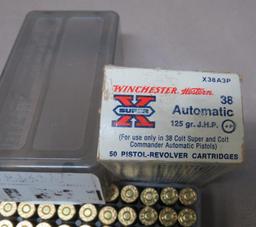 X38A3P
WINCHESTER Western
SUPER X
38
Automatic
125 gr. J.H.P.
(For use only in 38 Colt Super and Colt
Commander Automatic Pistols)
50 PISTOL-REVOLVER CARTRIDGES